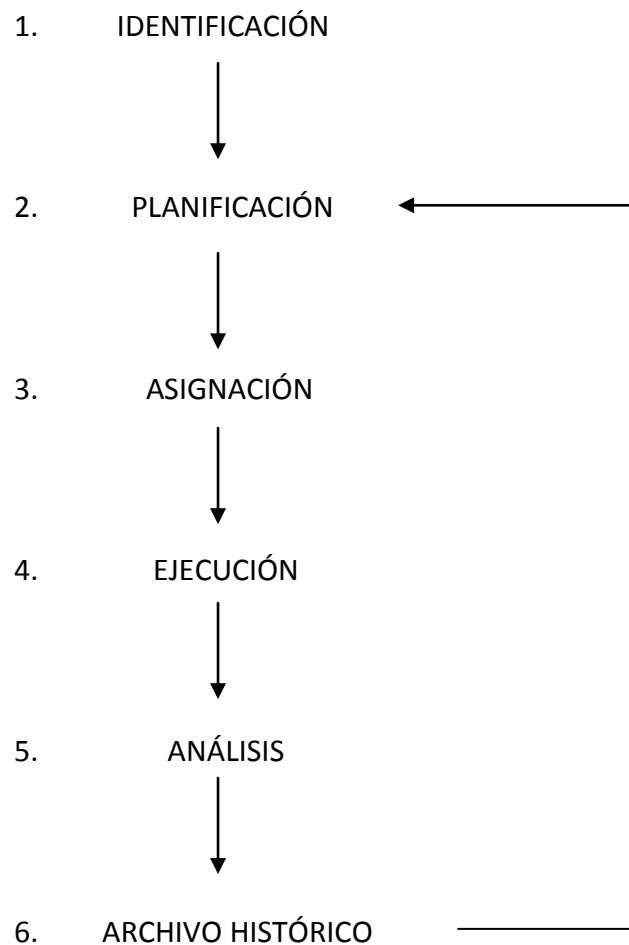 1. IDENTIFICACIÓN
2. PLANIFICACIÓN
3. ASIGNACIÓN
4. EJECUCIÓN
5. ANÁLISIS
6. ARCHIVO HISTÓRICO